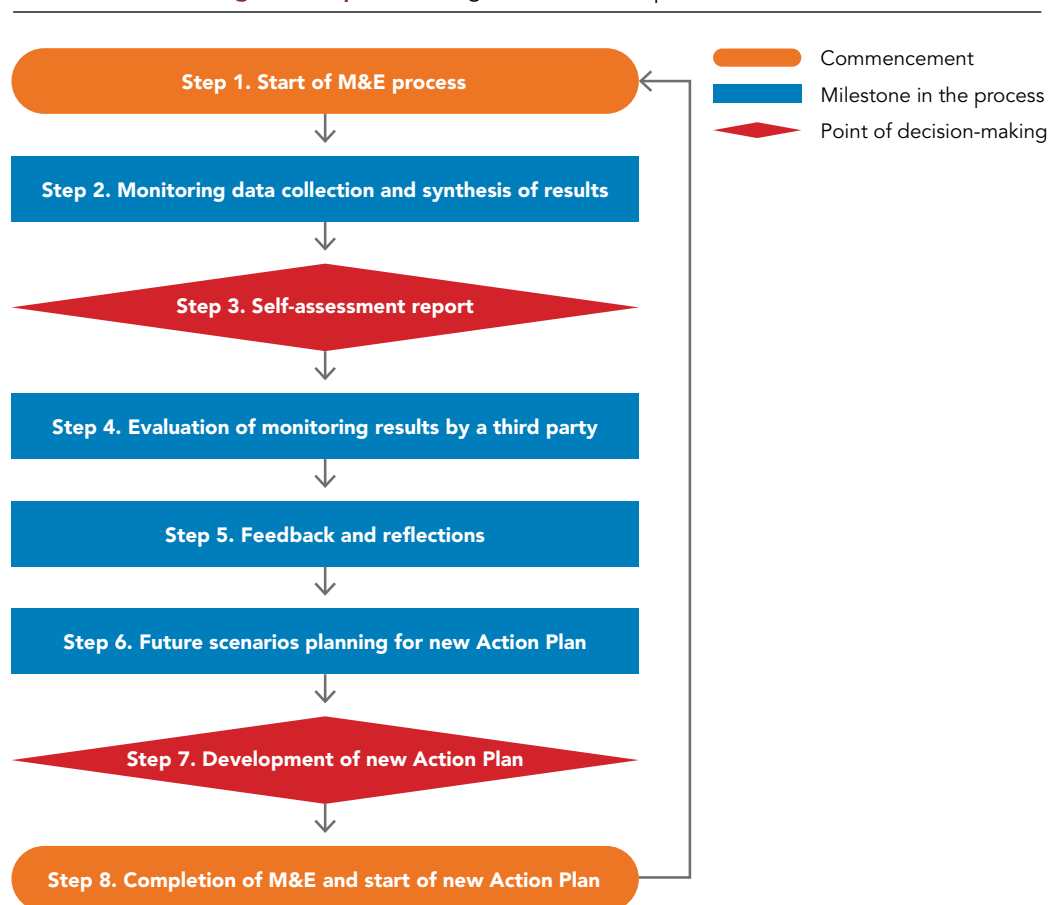 Step 1. Start of M&E process
Step 2. Monitoring data collection and synthesis of results
Step 3. Self-assessment report
Step 4. Evaluation of monitoring results by a third party
Step 5. Feedback and reflections
Step 6. Future scenarios planning for new Action Plan
Step 7. Development of new Action Plan
Step 8. Completion of M&E and start of new Action Plan
Commencement
Milestone in the process
Point of decision-making